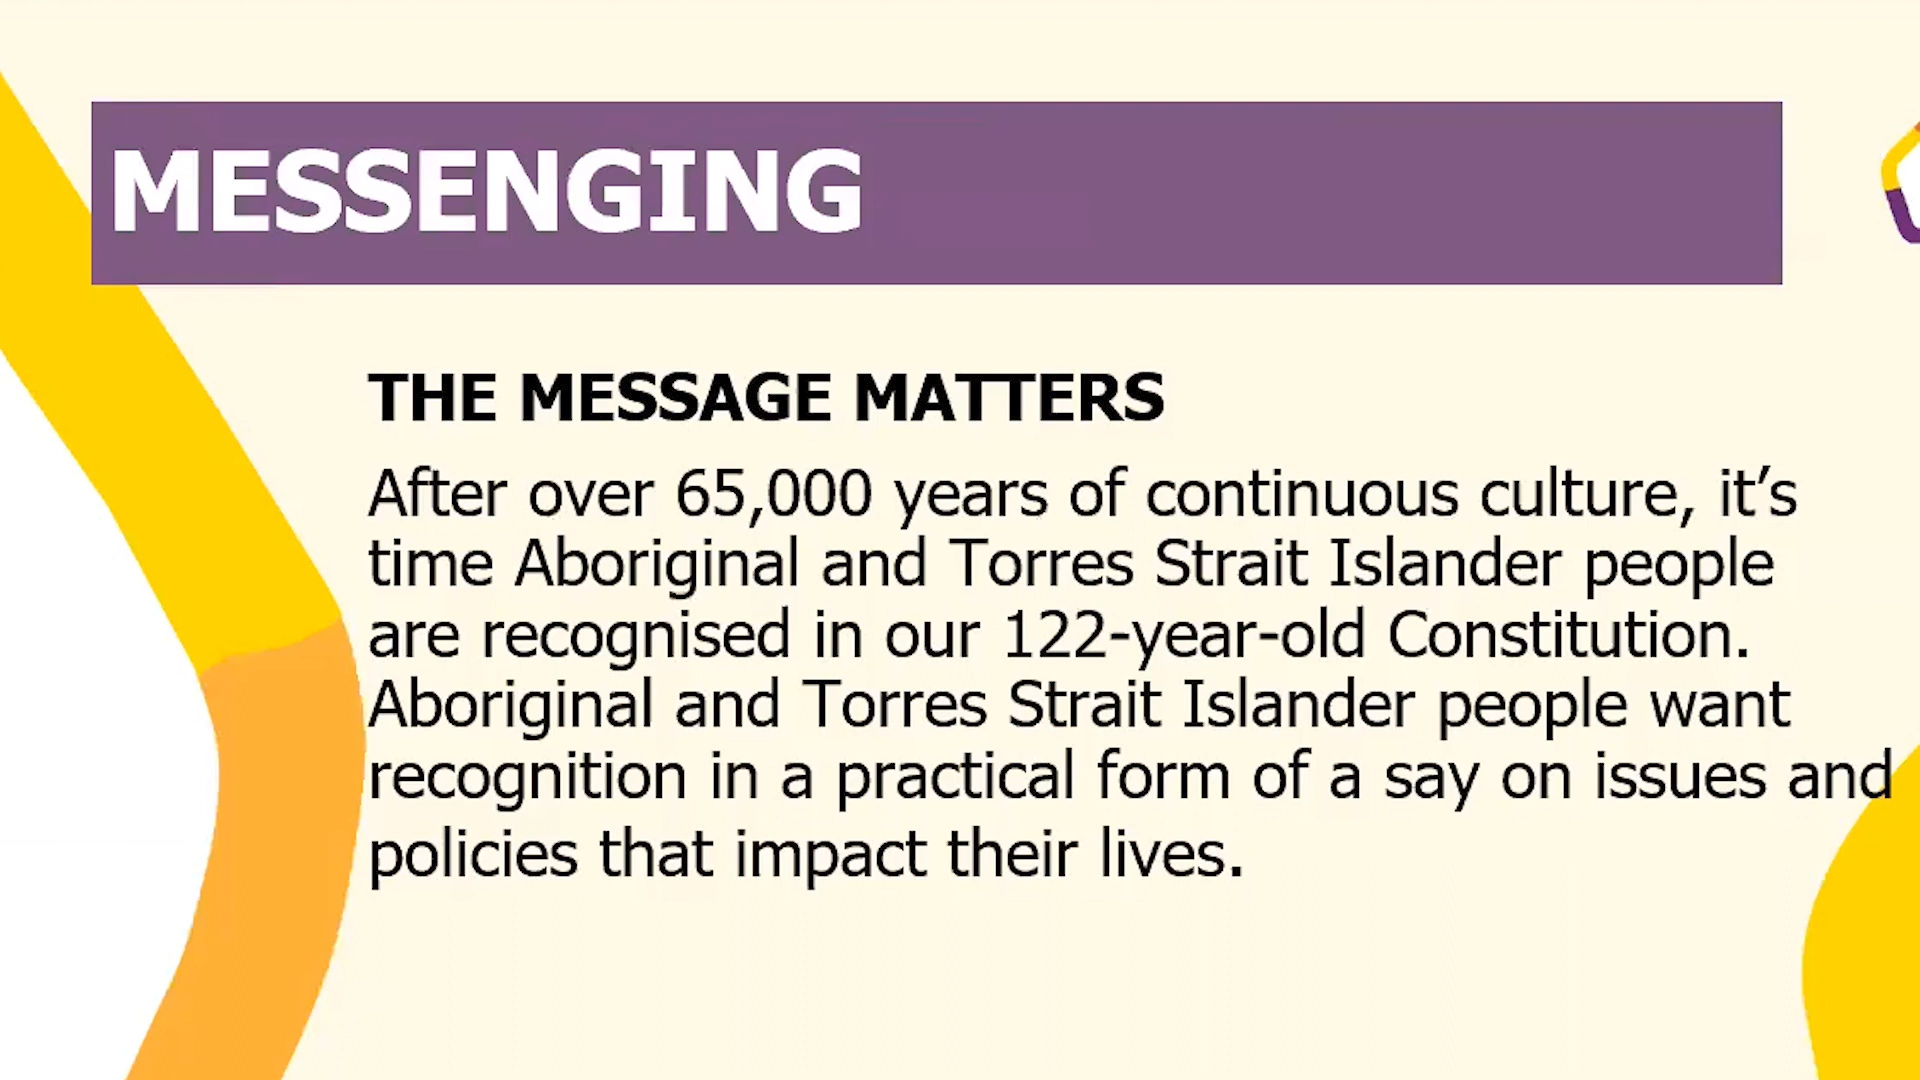 MESSENGING
THE MESSAGE MATTERS
After over 65,000 years of continuous culture, it’s
time Aboriginal and Torres Strait Islander people
are recognised in our 122-year-old Constitution.
Aboriginal and Torres Strait Islander people want
recognition in a practical form of a say on issues and
policies that impact their lives.